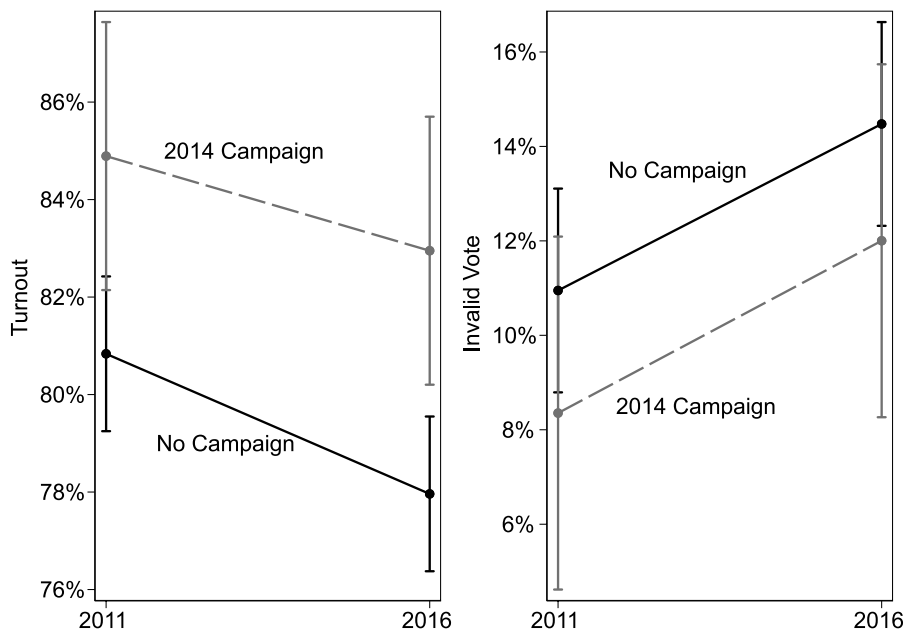 86%
84%
82%
80%
78%
76%
Turnout
2014 Campaign
No Campaign
2011 2016
16%
14%
12%
10%
8%
6%
Invalid Vote
No Campaign
2014 Campaign
2011 2016